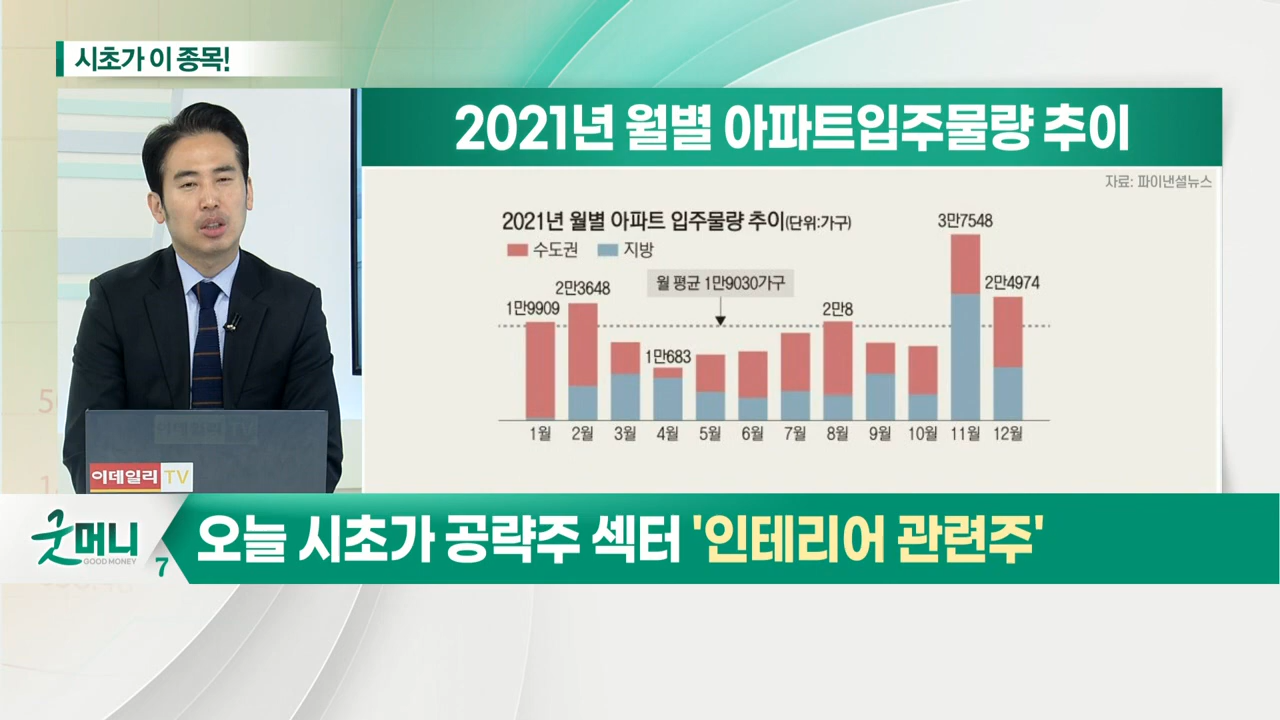 시초가 이 종목!
2021년 월별 아파트입주물량 추이
자료: 파이낸셜뉴스
2021년 월별 아파트 입주물량 추이(단위:가구)
수도권 지방
월 평균 1만9030가구
1만9909
2만3648
1만683
2만8
3만7548
2만4974
1월 2월 3월 4월 5월 6월 7월 8월 9월 10월 11월 12월
이데일리 TV
이데일리 TV
굿머니
GOOD MONEY
7
오늘 시초가 공략주 섹터 '인테리어 관련주'